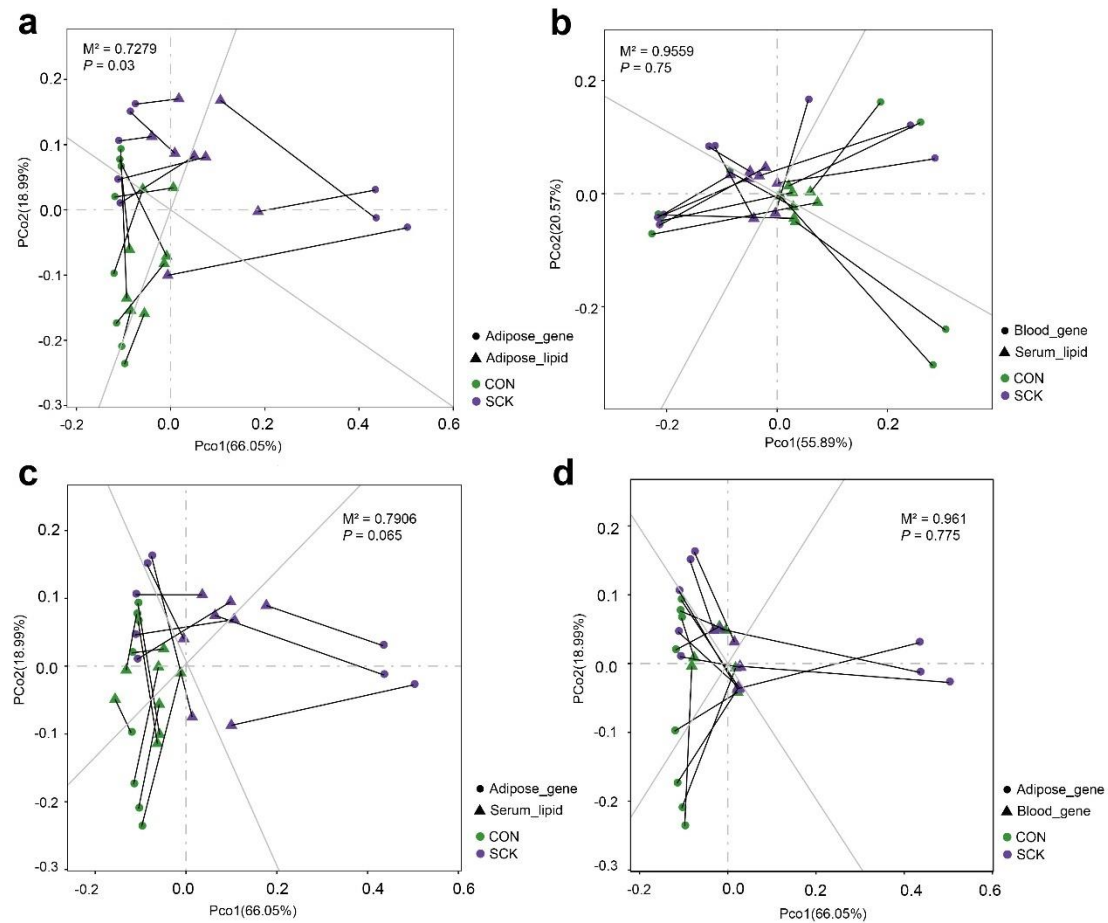 a
M² = 0.7279
P = 0.03
PCo2(18.99%)
0.2
0.1
0.0
-0.1
-0.2
-0.3
-0.2
0.0
0.2
0.4
0.6
Pco1(66.05%)
Adipose_gene
Adipose_lipid
CON
SCK
b
M² = 0.9559
P = 0.75
PCo2(20.57%)
0.2
0.0
-0.2
-0.2
0.0
0.2
Pco1(55.89%)
Blood_gene
Serum_lipid
CON
SCK
c
M² = 0.7906
P = 0.065
PCo2(18.99%)
0.2
0.1
0.0
-0.1
-0.2
-0.3
-0.2
0.0
0.2
0.4
0.6
Pco1(66.05%)
Adipose_gene
Serum_lipid
CON
SCK
d
M² = 0.961
P = 0.775
PCo2(18.99%)
0.2
0.1
0.0
-0.1
-0.2
-0.3
-0.2
0.0
0.2
0.4
0.6
Pco1(66.05%)
Adipose_gene
Blood_gene
CON
SCK